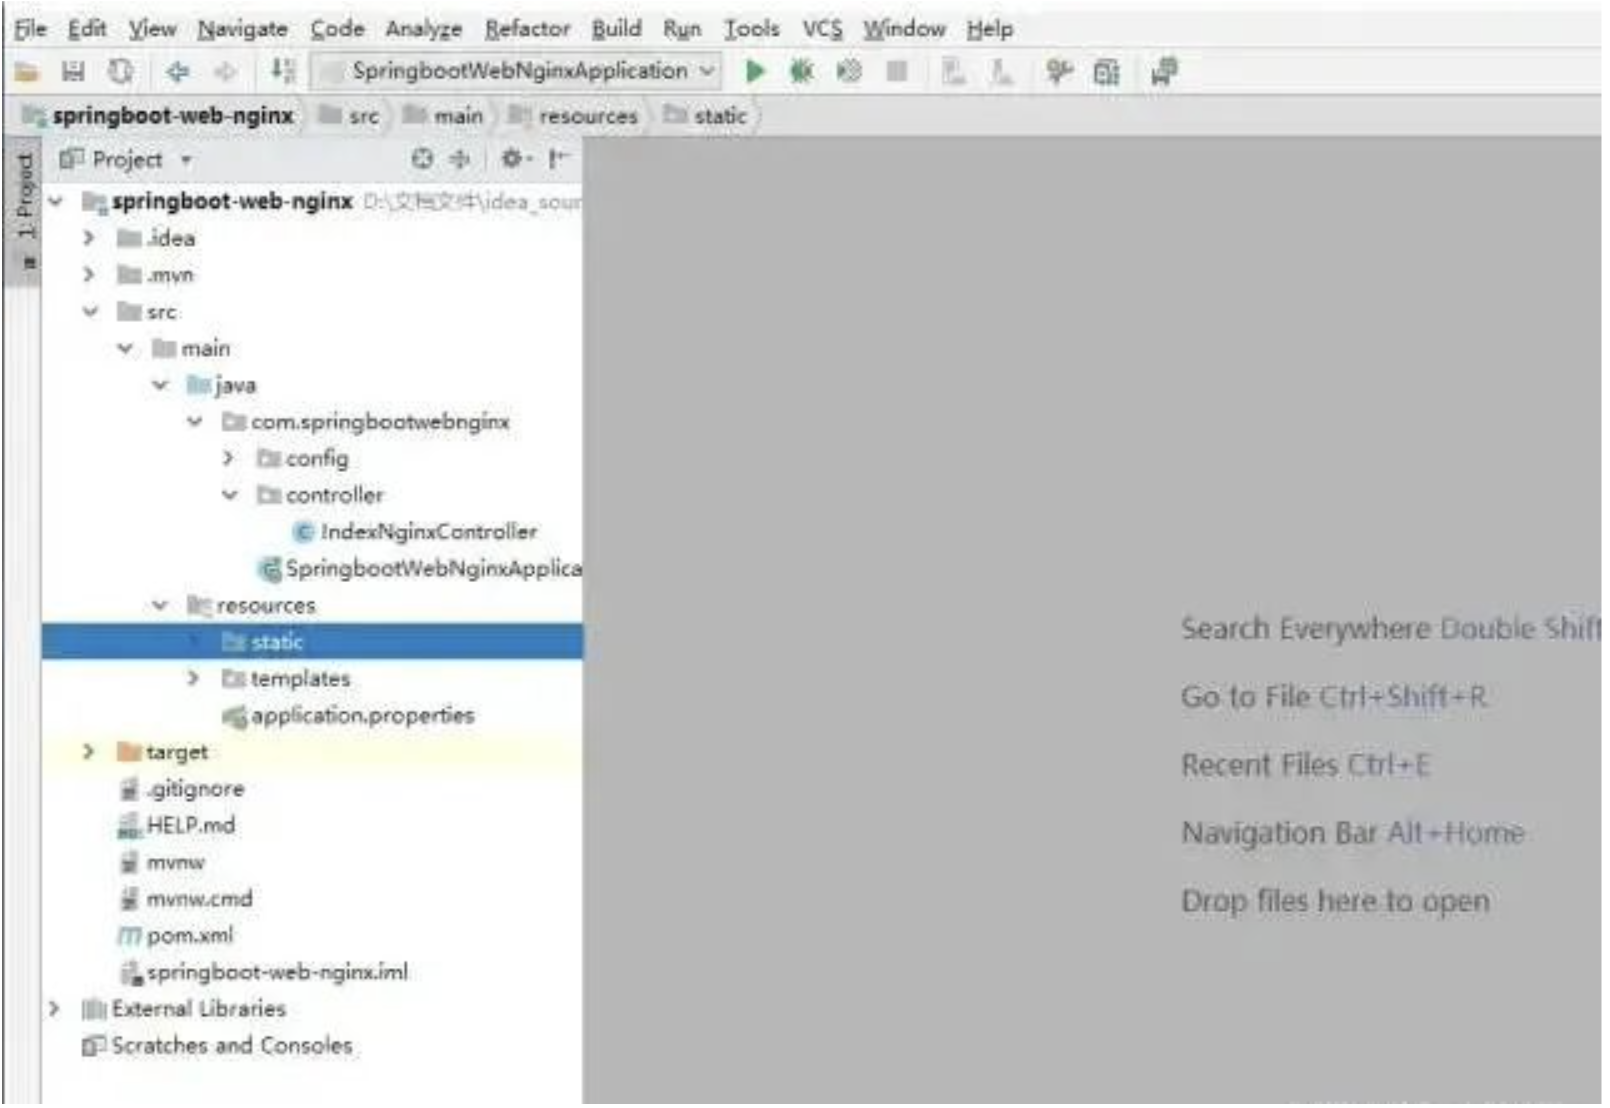 File Edit View Navigate Code Analyze Refactor Build Run Tools VCS Window Help
SpringbootWebNginxApplication
springboot-web-nginx src main resources static
1: Project
Project
springboot-web-nginx D:\文档文件\idea_sour
.idea
.mvn
src
main
java
com.springbootwebnginx
config
controller
IndexNginxController
SpringbootWebNginxApplica
resources
static
templates
application.properties
target
.gitignore
HELP.md
mvnw
mvnw.cmd
pom.xml
springboot-web-nginx.iml
External Libraries
Scratches and Consoles
Search Everywhere Double Shift
Go to File Ctrl+Shift+R
Recent Files Ctrl+E
Navigation Bar Alt+Home
Drop files here to open